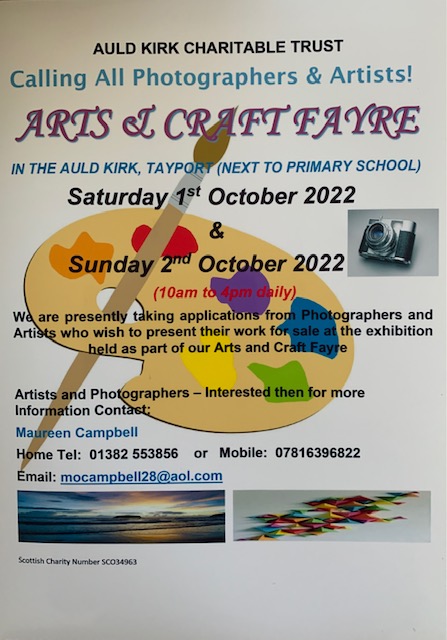 AULD KIRK CHARITABLE TRUST
Calling All Photographers & Artists!
ARTS & CRAFT FAYRE
IN THE AULD KIRK, TAYPORT (NEXT TO PRIMARY SCHOOL)
Saturday 1st October 2022
&
Sunday 2nd October 2022
(10am to 4pm daily)
We are presently taking applications from Photographers and
Artists who wish to present their work for sale at the exhibition
held as part of our Arts and Craft Fayre
Artists and Photographers – Interested then for more
Information Contact:
Maureen Campbell
Home Tel: 01382 553856 or Mobile: 07816396822
Email: mocampbell28@aol.com
Scottish Charity Number SCO34963